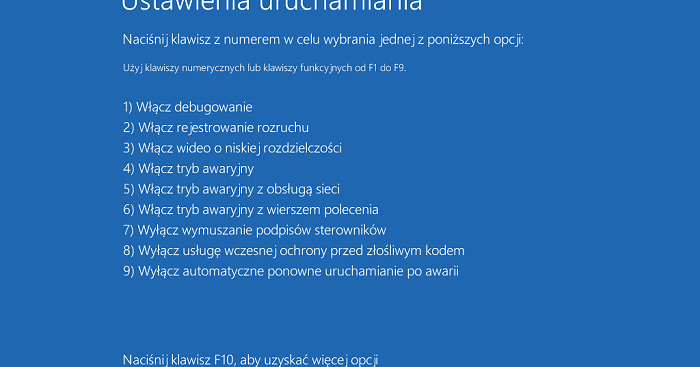 Ustawienia uruchamiania
Naciśnij klawisz z numerem w celu wybrania jednej z poniższych opcji:
Użyj klawiszy numerycznych lub klawiszy funkcyjnych od F1 do F9.
1) Włącz debugowanie
2) Włącz rejestrowanie rozruchu
3) Włącz wideo o niskiej rozdzielczości
4) Włącz tryb awaryjny
5) Włącz tryb awaryjny z obsługą sieci
6) Włącz tryb awaryjny z wierszem polecenia
7) Wyłącz wymuszanie podpisów sterowników
8) Wyłącz usługę wczesnej ochrony przed złośliwym kodem
9) Wyłącz automatyczne ponowne uruchamianie po awarii
Naciśnij klawisz F10, aby uzyskać więcej opcji